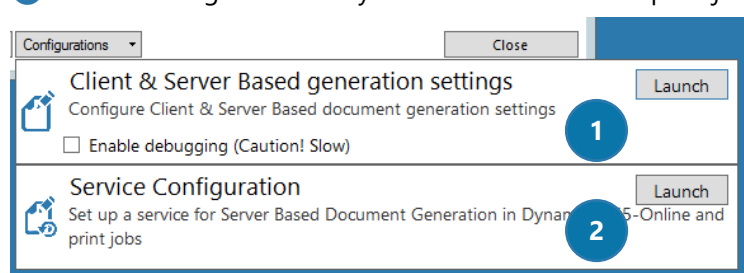 Configurations
Close
Client & Server Based generation settings
Launch
Configure Client & Server Based document generation settings
1
Enable debugging (Caution! Slow)
Service Configuration
Launch
Set up a service for Server Based Document Generation in 5-Online and
2
print jobs